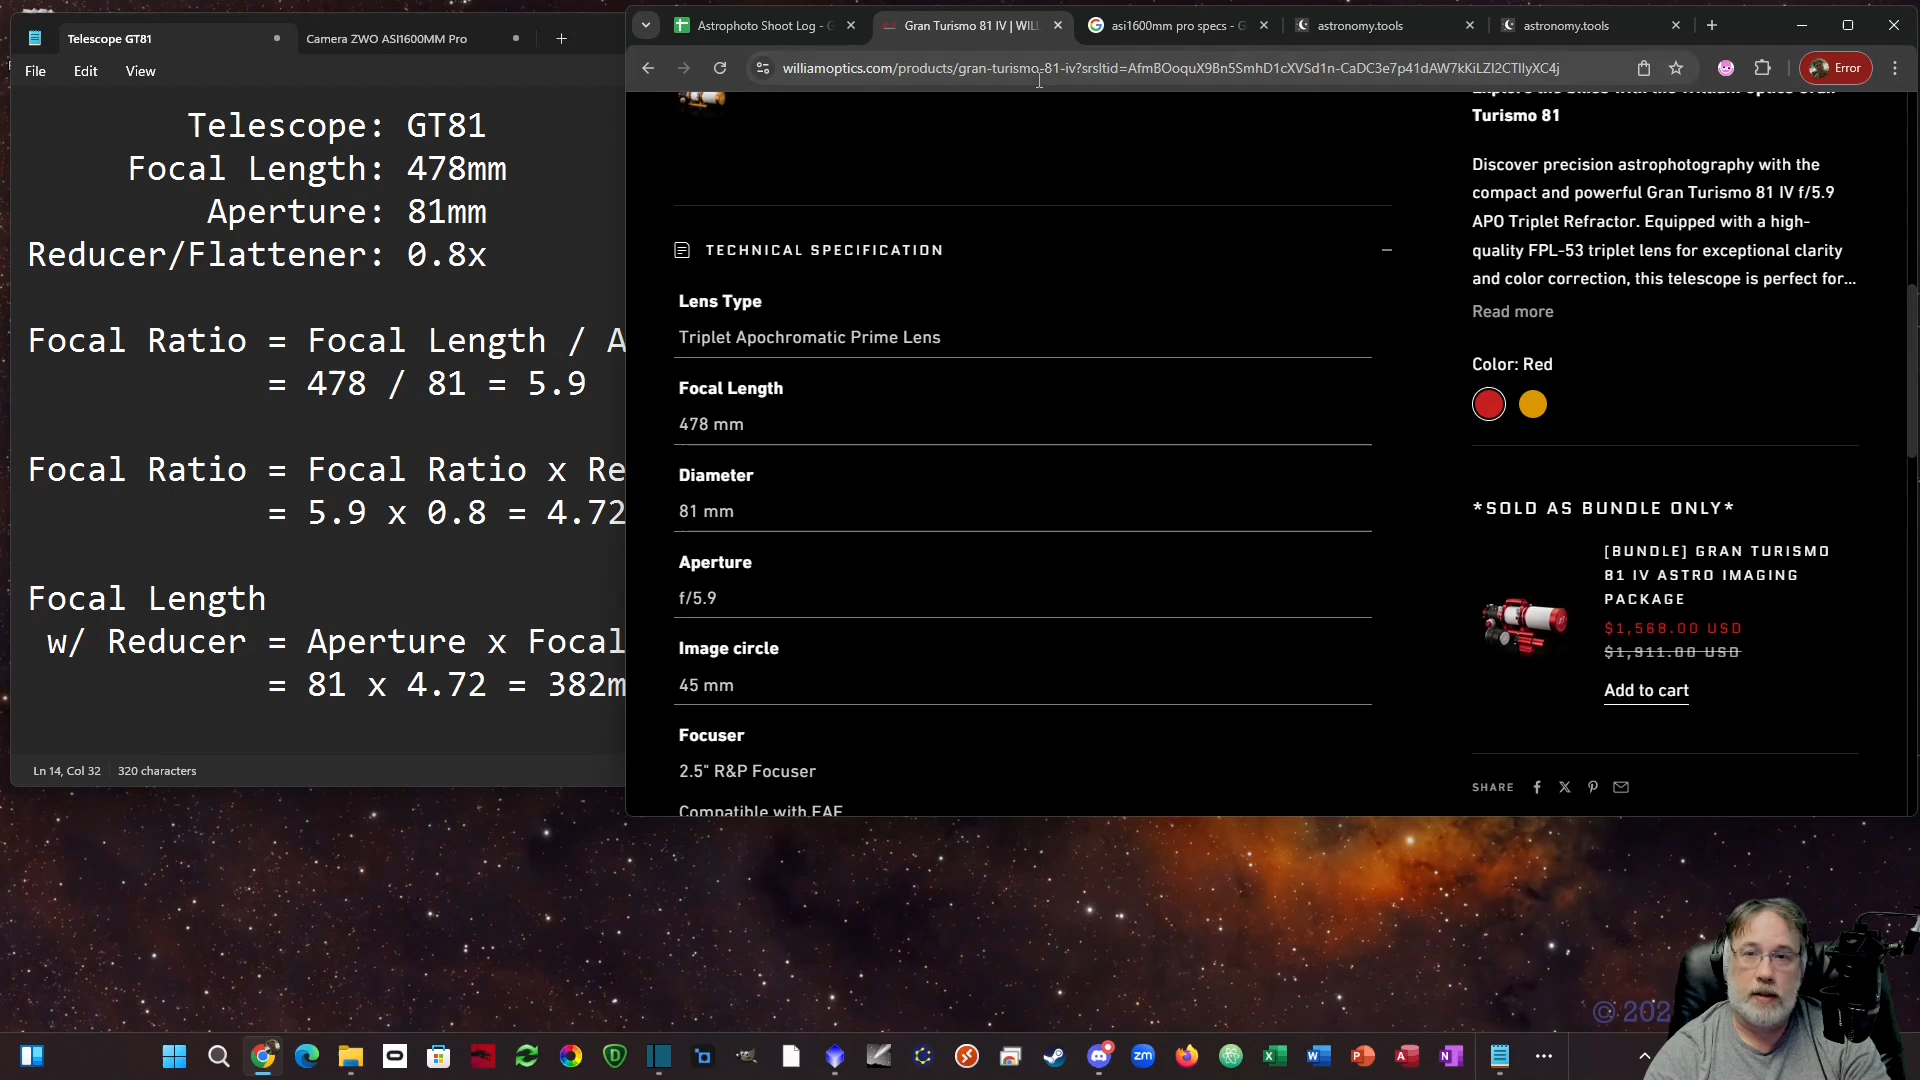 Telescope GT81
Camera ZWO ASI1600MM Pro
File
Edit
View
Telescope: GT81
Focal Length: 478mm
Aperture: 81mm
Reducer/Flattener: 0.8x
Focal Ratio = Focal Length / A
= 478 / 81 = 5.9
Focal Ratio = Focal Ratio x Re
= 5.9 x 0.8 = 4.72
Focal Length
w/ Reducer = Aperture x Focal
= 81 x 4.72 = 382m
Ln 14, Col 32
320 characters
Astrophoto Shoot Log - G
Gran Turismo 81 IV | WILL
asi1600mm pro specs - G
astronomy.tools
astronomy.tools
williamoptics.com/products/gran-turismo-81-iv?srsltid=AfmBOoquX9Bn5SmhD1cXVSd1n-CaDC3e7p41dAW7kKiLZI2CTIlyXC4j
Error
TECHNICAL SPECIFICATION
Lens Type
Triplet Apochromatic Prime Lens
Focal Length
478 mm
Diameter
81 mm
Aperture
f/5.9
Image circle
45 mm
Focuser
2.5" R&P Focuser
Compatible with EAF
Turismo 81
Discover precision astrophotography with the
compact and powerful Gran Turismo 81 IV f/5.9
APO Triplet Refractor. Equipped with a high-
quality FPL-53 triplet lens for exceptional clarity
and color correction, this telescope is perfect for...
Read more
Color: Red
*SOLD AS BUNDLE ONLY*
[BUNDLE] GRAN TURISMO
81 IV ASTRO IMAGING
PACKAGE
$1,568.00 USD
$1,911.00 USD
Add to cart
SHARE
© 202